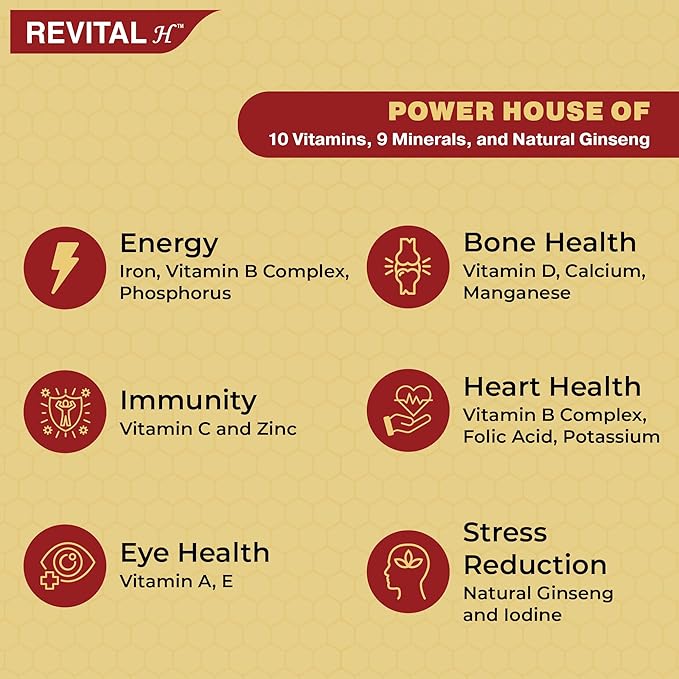 REVITAL H™
POWER HOUSE OF
10 Vitamins, 9 Minerals, and Natural Ginseng
Energy
Iron, Vitamin B Complex,
Phosphorus
Bone Health
Vitamin D, Calcium,
Manganese
Immunity
Vitamin C and Zinc
Heart Health
Vitamin B Complex,
Folic Acid, Potassium
Eye Health
Vitamin A, E
Stress
Reduction
Natural Ginseng
and Iodine